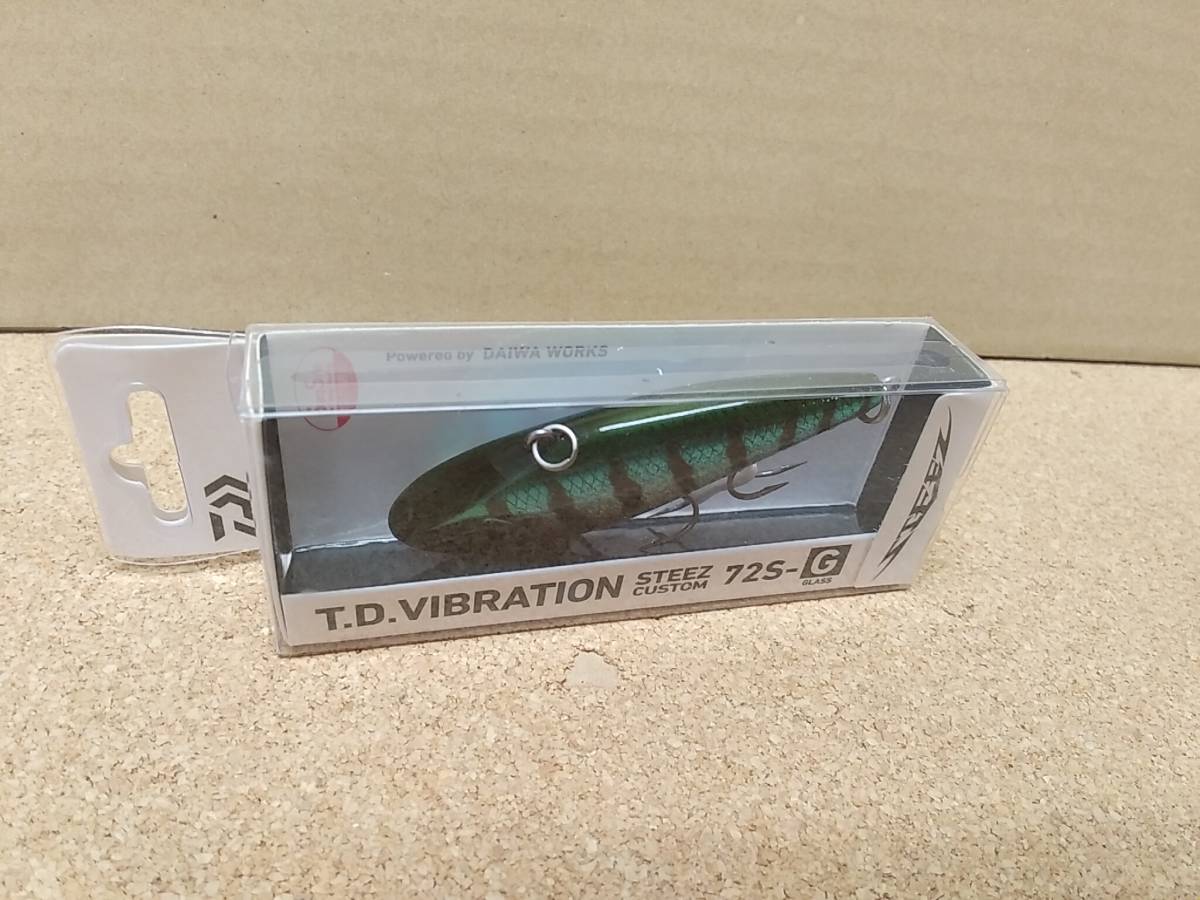 Powered by DAIWA WORKS
T.D.VIBRATION STEEZ CUSTOM 72S-G GLASS
STEEZ